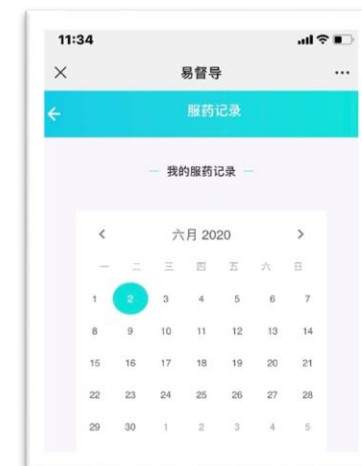 11:34
易督导
服药记录
我的服药记录
六月 2020
一 二 三 四 五 六 日
1 2 3 4 5 6 7
8 9 10 11 12 13 14
15 16 17 18 19 20 21
22 23 24 25 26 27 28
29 30 1 2 3 4 5